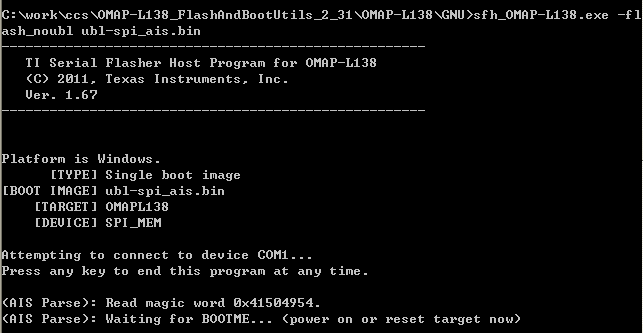 C:\work\ccs\OMAP-L138_FlashAndBootUtils_2_31\OMAP-L138\GNU>sfh_OMAP-L138.exe -fl
ash_noubl ubl-spi_ais.bin
-----------------------------------------------------
   TI Serial Flasher Host Program for OMAP-L138
   (C) 2011, Texas Instruments, Inc.
   Ver. 1.67
-----------------------------------------------------
Platform is Windows.
      [TYPE] Single boot image
[BOOT IMAGE] ubl-spi_ais.bin
    [TARGET] OMAPL138
    [DEVICE] SPI_MEM
Attempting to connect to device COM1...
Press any key to end this program at any time.
(AIS Parse): Read magic word 0x41504954.
(AIS Parse): Waiting for BOOTME... (power on or reset target now)